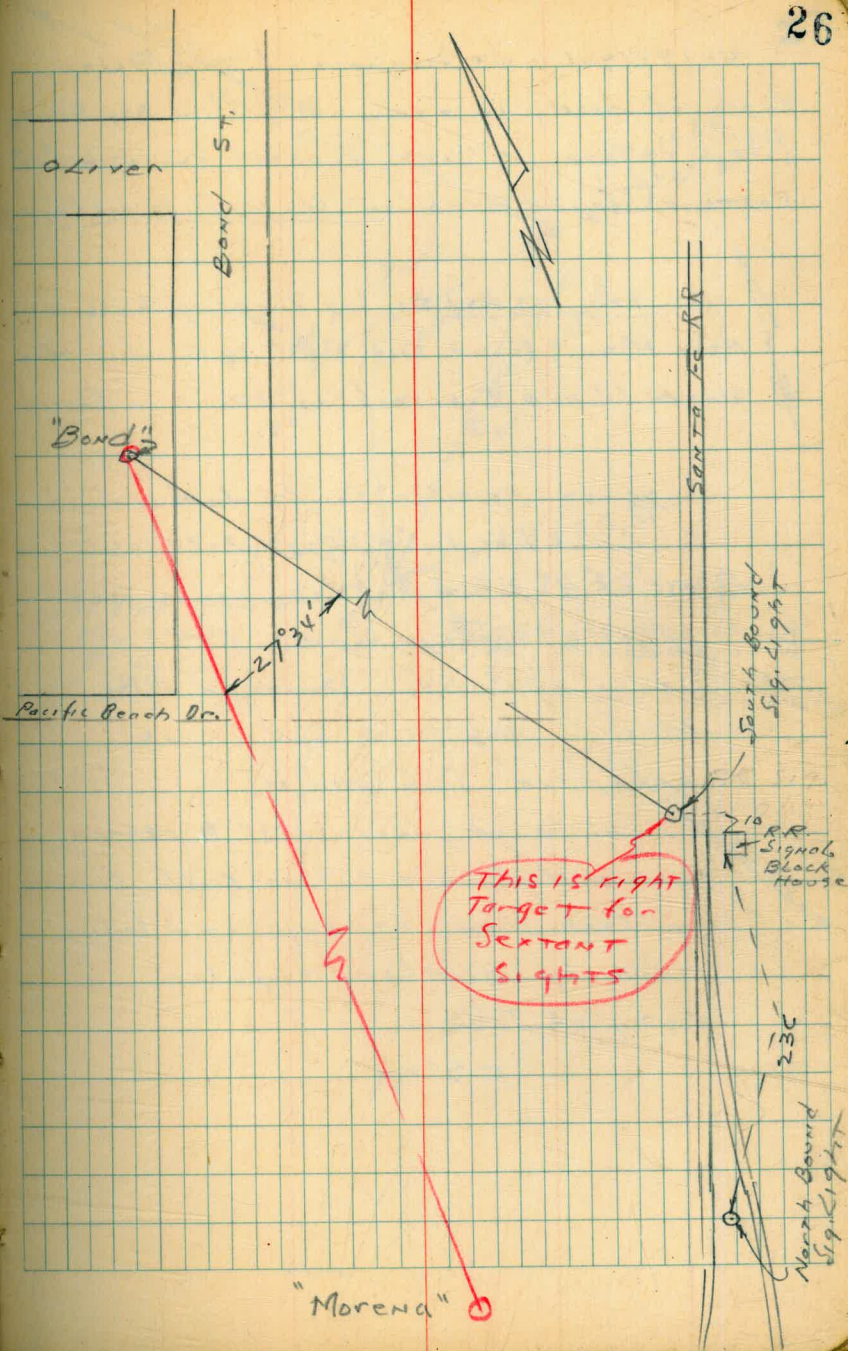 26
Oliver
BOND ST.
SANTA Fe RR
"Bond"
27°34'
Pacific Beach Dr.
South Bound
Sig. Light
10
R.R.
Signal
Block
House
This is right
Target for
Sextant
Sights
North Bound
Sig. Light
"Morena"